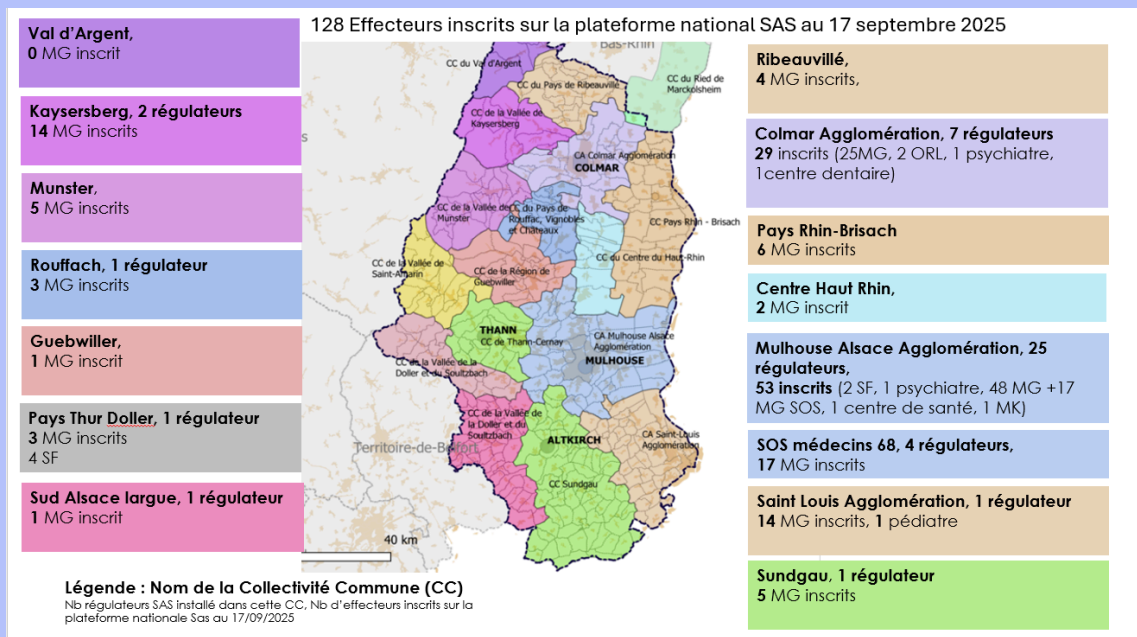 128 Effecteurs inscrits sur la plateforme national SAS au 17 septembre 2025
Val d'Argent,
0 MG inscrit
Kaysersberg, 2 régulateurs
14 MG inscrits
Munster,
5 MG inscrits
Rouffach, 1 régulateur
3 MG inscrits
Guebwiller,
1 MG inscrit
Pays Thur Doller, 1 régulateur
3 MG inscrits
4 SF
Sud Alsace largue, 1 régulateur
1 MG inscrit
Bas-Rhin
CC du Val d'Argent
CC du Pays de Ribeauvillé
CC du Ried de
Marckolsheim
CC de la Vallée de
Kaysersberg
CA Colmar Agglomération
COLMAR
CC de la Vallée de
Munster
CC du Pays de
Rouffac, Vignobles
et Châteaux
CC Pays Rhin - Brisach
CC du Centre du Haut-Rhin
CC de la Vallée de
Saint-Amarin
CC de la Région de
Guebwiller
THANN
CC de Thann-Cernay
CA Mulhouse Alsace
Agglomération
MULHOUSE
CC de la Vallée de la
Doller et du Soultzbach
CC de la Vallée de
la Doller et du
Soultzbach
ALTKIRCH
CA Saint-Louis
Agglomération
Territoire-de-Belfort
CC Sundgau
40 km
Ribeauvillé,
4 MG inscrits,
Colmar Agglomération, 7 régulateurs
29 inscrits (25MG, 2 ORL, 1 psychiatre,
1centre dentaire)
Pays Rhin-Brisach
6 MG inscrits
Centre Haut Rhin,
2 MG inscrit
Mulhouse Alsace Agglomération, 25
régulateurs,
53 inscrits (2 SF, 1 psychiatre, 48 MG +17
MG SOS, 1 centre de santé, 1 MK)
SOS médecins 68, 4 régulateurs,
17 MG inscrits
Saint Louis Agglomération, 1 régulateur
14 MG inscrits, 1 pédiatre
Sundgau, 1 régulateur
5 MG inscrits
Légende : Nom de la Collectivité Commune (CC)
Nb régulateurs SAS installé dans cette CC, Nb d'effecteurs inscrits sur la
plateforme nationale Sas au 17/09/2025